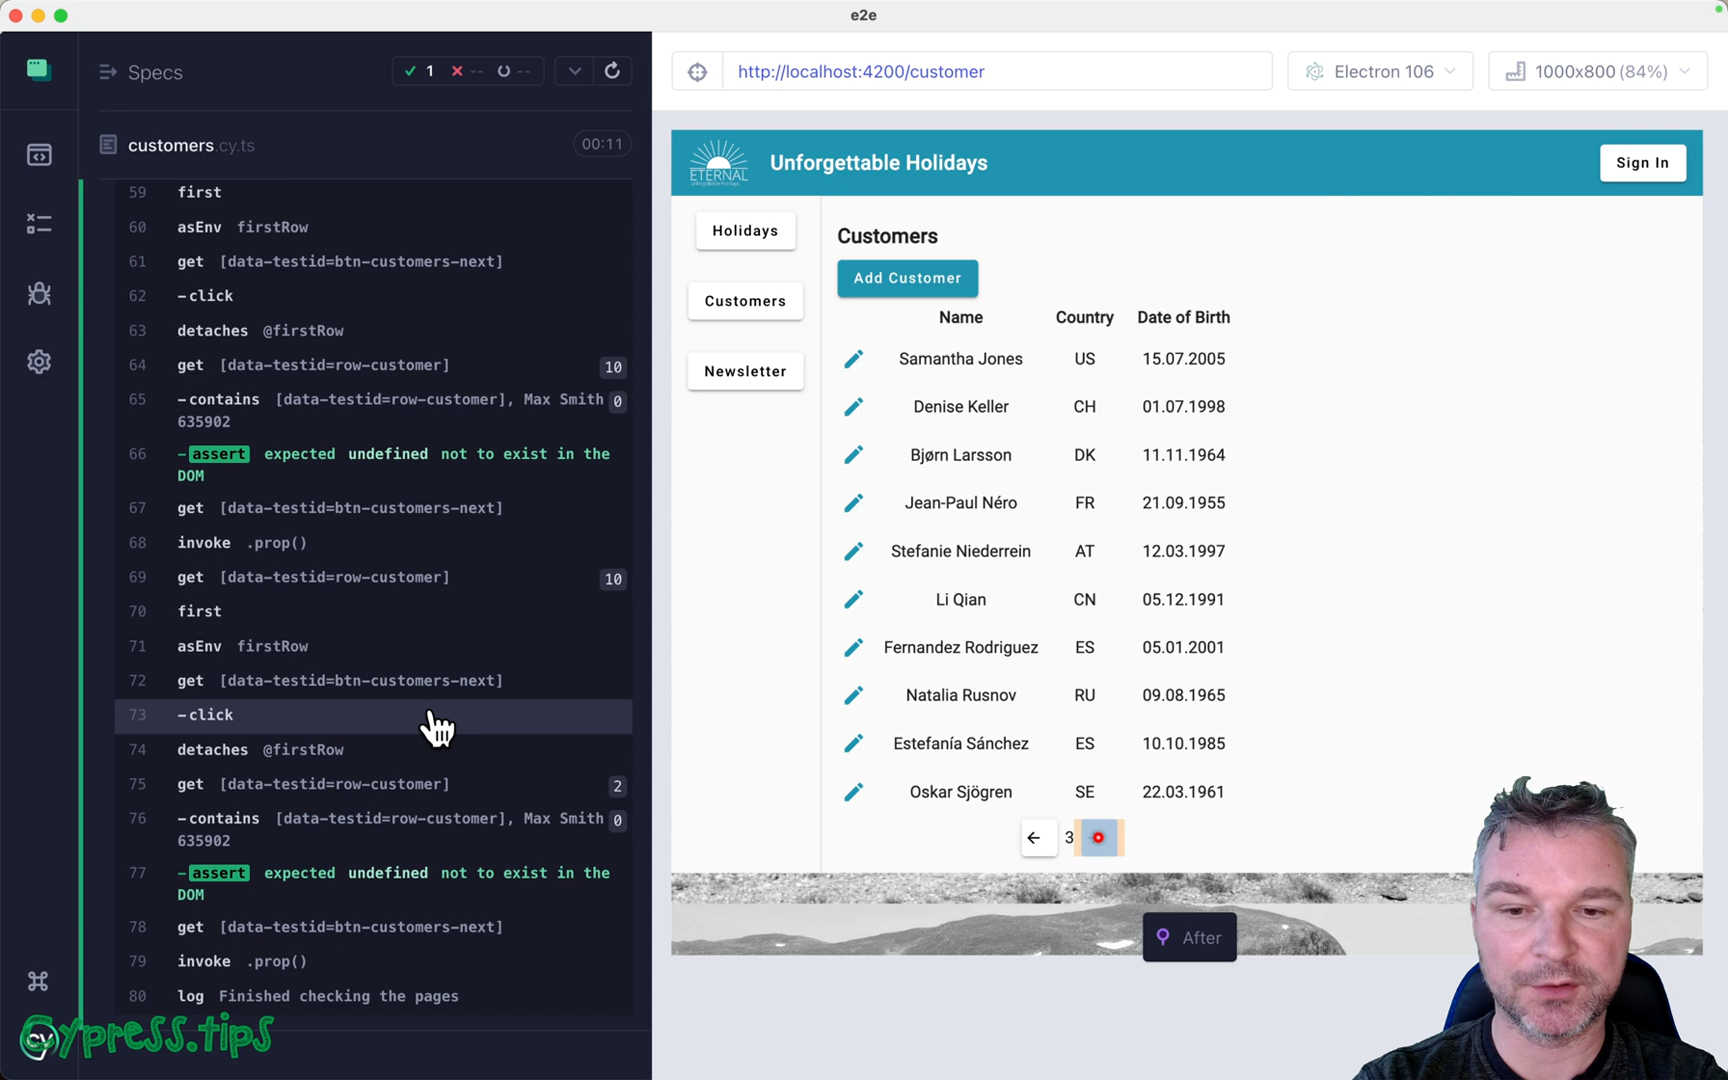 e2e
Specs
1
--
--
customers.cy.ts
00:11
59 first
60 asEnv firstRow
61 get [data-testid=btn-customers-next]
62 -click
63 detaches @firstRow
64 get [data-testid=row-customer] 10
65 -contains [data-testid=row-customer], Max Smith 0
635902
66 -assert expected undefined not to exist in the
DOM
67 get [data-testid=btn-customers-next]
68 invoke .prop()
69 get [data-testid=row-customer] 10
70 first
71 asEnv firstRow
72 get [data-testid=btn-customers-next]
73 -click
74 detaches @firstRow
75 get [data-testid=row-customer] 2
76 -contains [data-testid=row-customer], Max Smith 0
635902
77 -assert expected undefined not to exist in the
DOM
78 get [data-testid=btn-customers-next]
79 invoke .prop()
80 log Finished checking the pages
Cypress.tips
cy
http://localhost:4200/customer
Electron 106
1000x800 (84%)
ETERNAL
unforgettable Holidays
Unforgettable Holidays
Sign In
Holidays
Customers
Newsletter
Customers
Add Customer
Name Country Date of Birth
Samantha Jones US 15.07.2005
Denise Keller CH 01.07.1998
Bjørn Larsson DK 11.11.1964
Jean-Paul Néro FR 21.09.1955
Stefanie Niederrein AT 12.03.1997
Li Qian CN 05.12.1991
Fernandez Rodriguez ES 05.01.2001
Natalia Rusnov RU 09.08.1965
Estefanía Sánchez ES 10.10.1985
Oskar Sjögren SE 22.03.1961
3
After